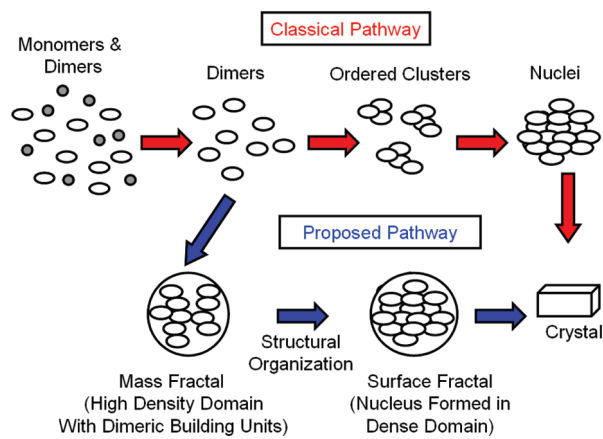 Classical Pathway
Monomers &
Dimers
Dimers
Ordered Clusters
Nuclei
Proposed Pathway
Structural
Organization
Crystal
Mass Fractal
(High Density Domain
With Dimeric Building Units)
Surface Fractal
(Nucleus Formed in
Dense Domain)